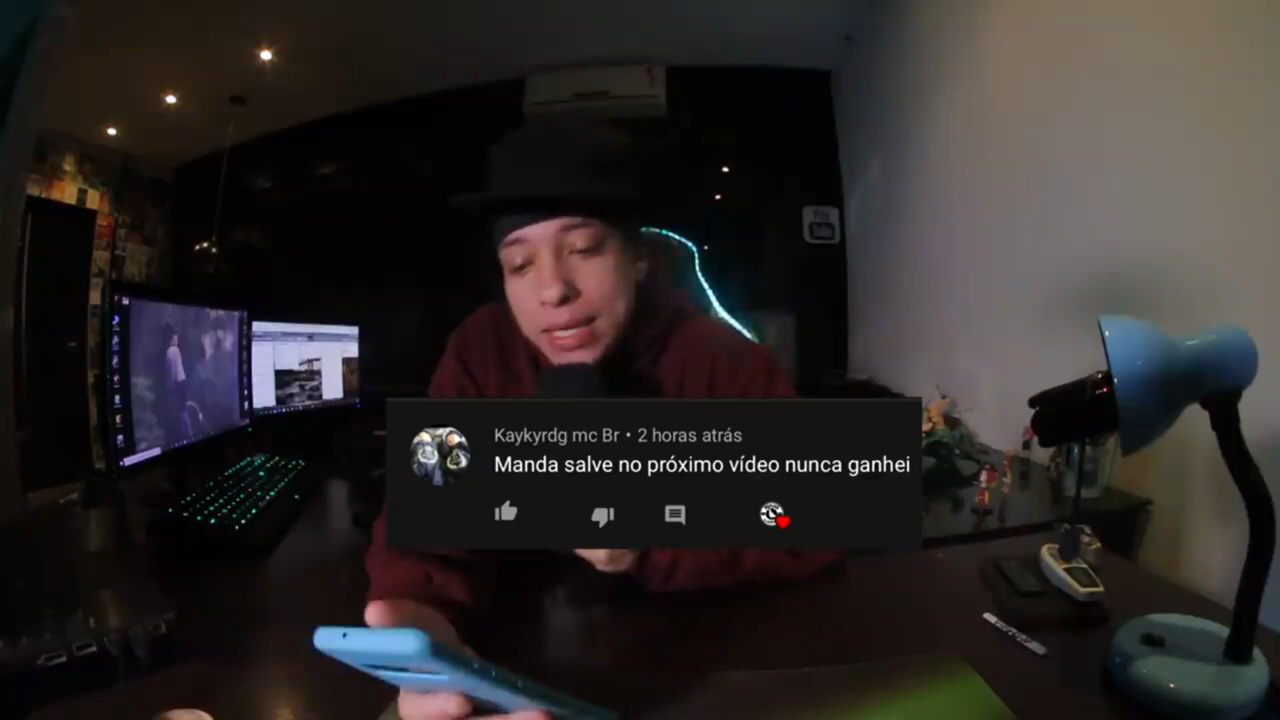 Kaykyrdg mc Br • 2 horas atrás
Manda salve no próximo vídeo nunca ganhei